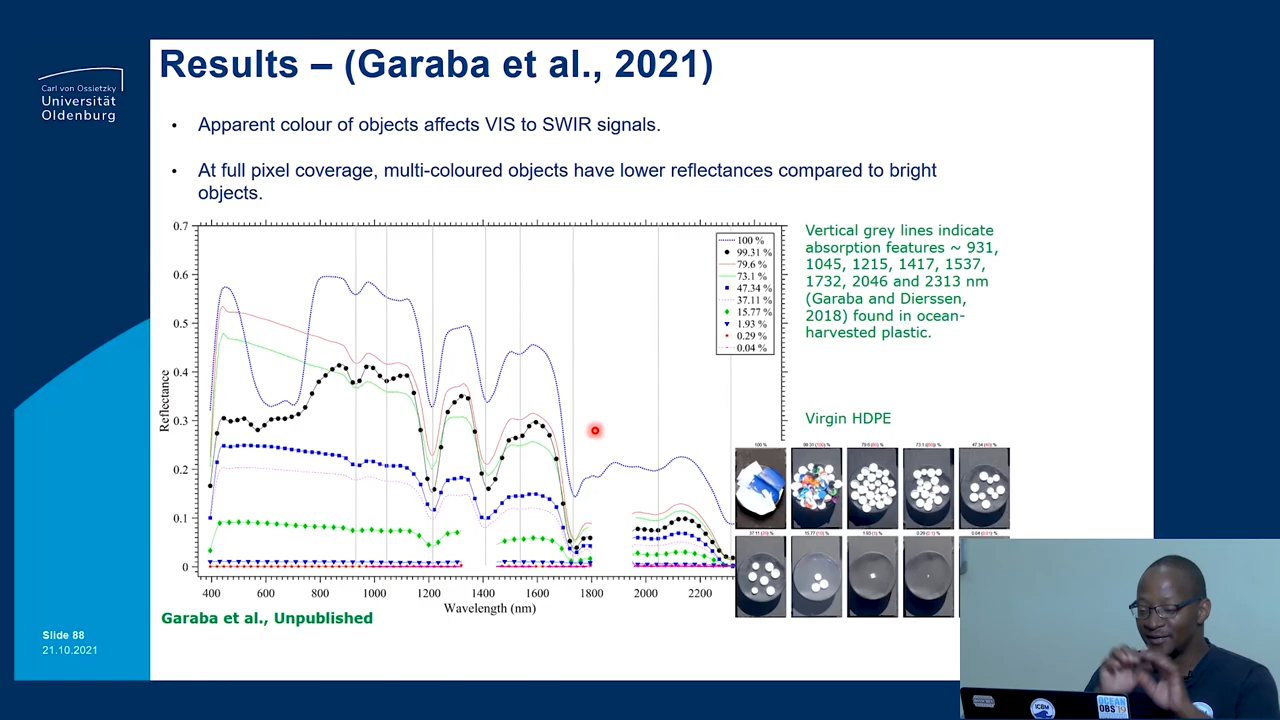 Results – (Garaba et al., 2021)
Carl von Ossietzky
Universität
Oldenburg
• Apparent colour of objects affects VIS to SWIR signals.
• At full pixel coverage, multi-coloured objects have lower reflectances compared to bright
objects.
Vertical grey lines indicate
absorption features ~ 931,
1045, 1215, 1417, 1537,
1732, 2046 and 2313 nm
(Garaba and Dierssen,
2018) found in ocean-
harvested plastic.
Virgin HDPE
0.7
0.6
0.5
0.4
0.3
0.2
0.1
0
Reflectance
100 %
99.31 %
79.6 %
73.1 %
47.34 %
37.11 %
15.77 %
1.93 %
0.29 %
0.04 %
400 600 800 1000 1200 1400 1600 1800 2000 2200
Wavelength (nm)
Garaba et al., Unpublished
Slide 88
21.10.2021
ICBM
OCEAN
OBS'19